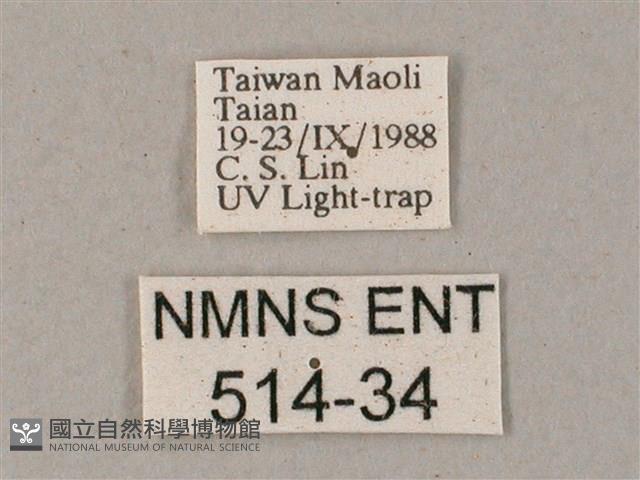 Taiwan Maoli
Taian
19-23/IX/1988
C. S. Lin
UV Light-trap
NMNS ENT
514-34
國立自然科學博物館
NATIONAL MUSEUM OF NATURAL SCIENCE